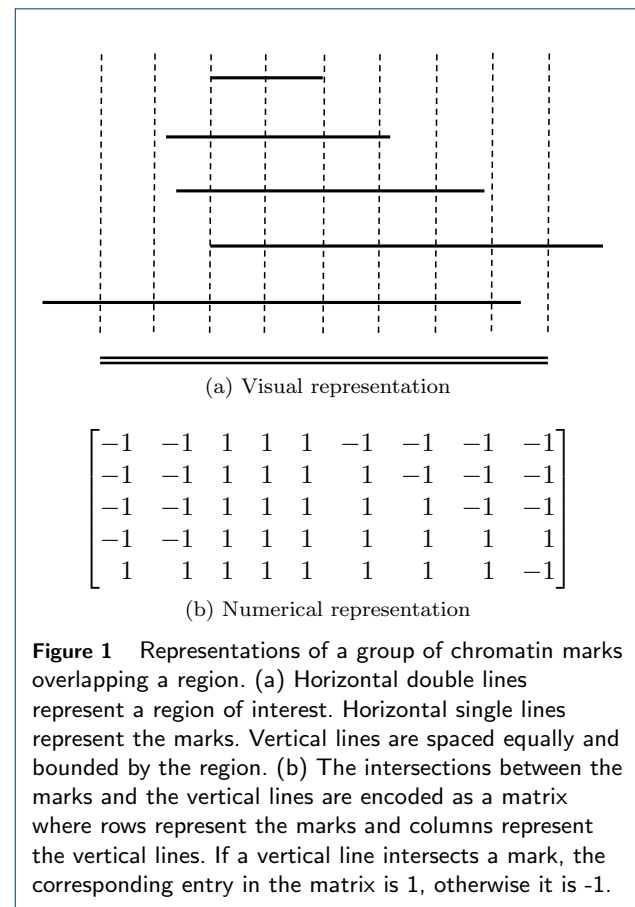 (a) Visual representation
−1 −1 1 1 1 −1 −1 −1 −1
−1 −1 1 1 1 1 −1 −1 −1
−1 −1 1 1 1 1 1 −1 −1
−1 −1 1 1 1 1 1 1 1
1 1 1 1 1 1 1 1 −1
(b) Numerical representation
Figure 1 Representations of a group of chromatin marks
overlapping a region. (a) Horizontal double lines
represent a region of interest. Horizontal single lines
represent the marks. Vertical lines are spaced equally and
bounded by the region. (b) The intersections between the
marks and the vertical lines are encoded as a matrix
where rows represent the marks and columns represent
the vertical lines. If a vertical line intersects a mark, the
corresponding entry in the matrix is 1, otherwise it is -1.